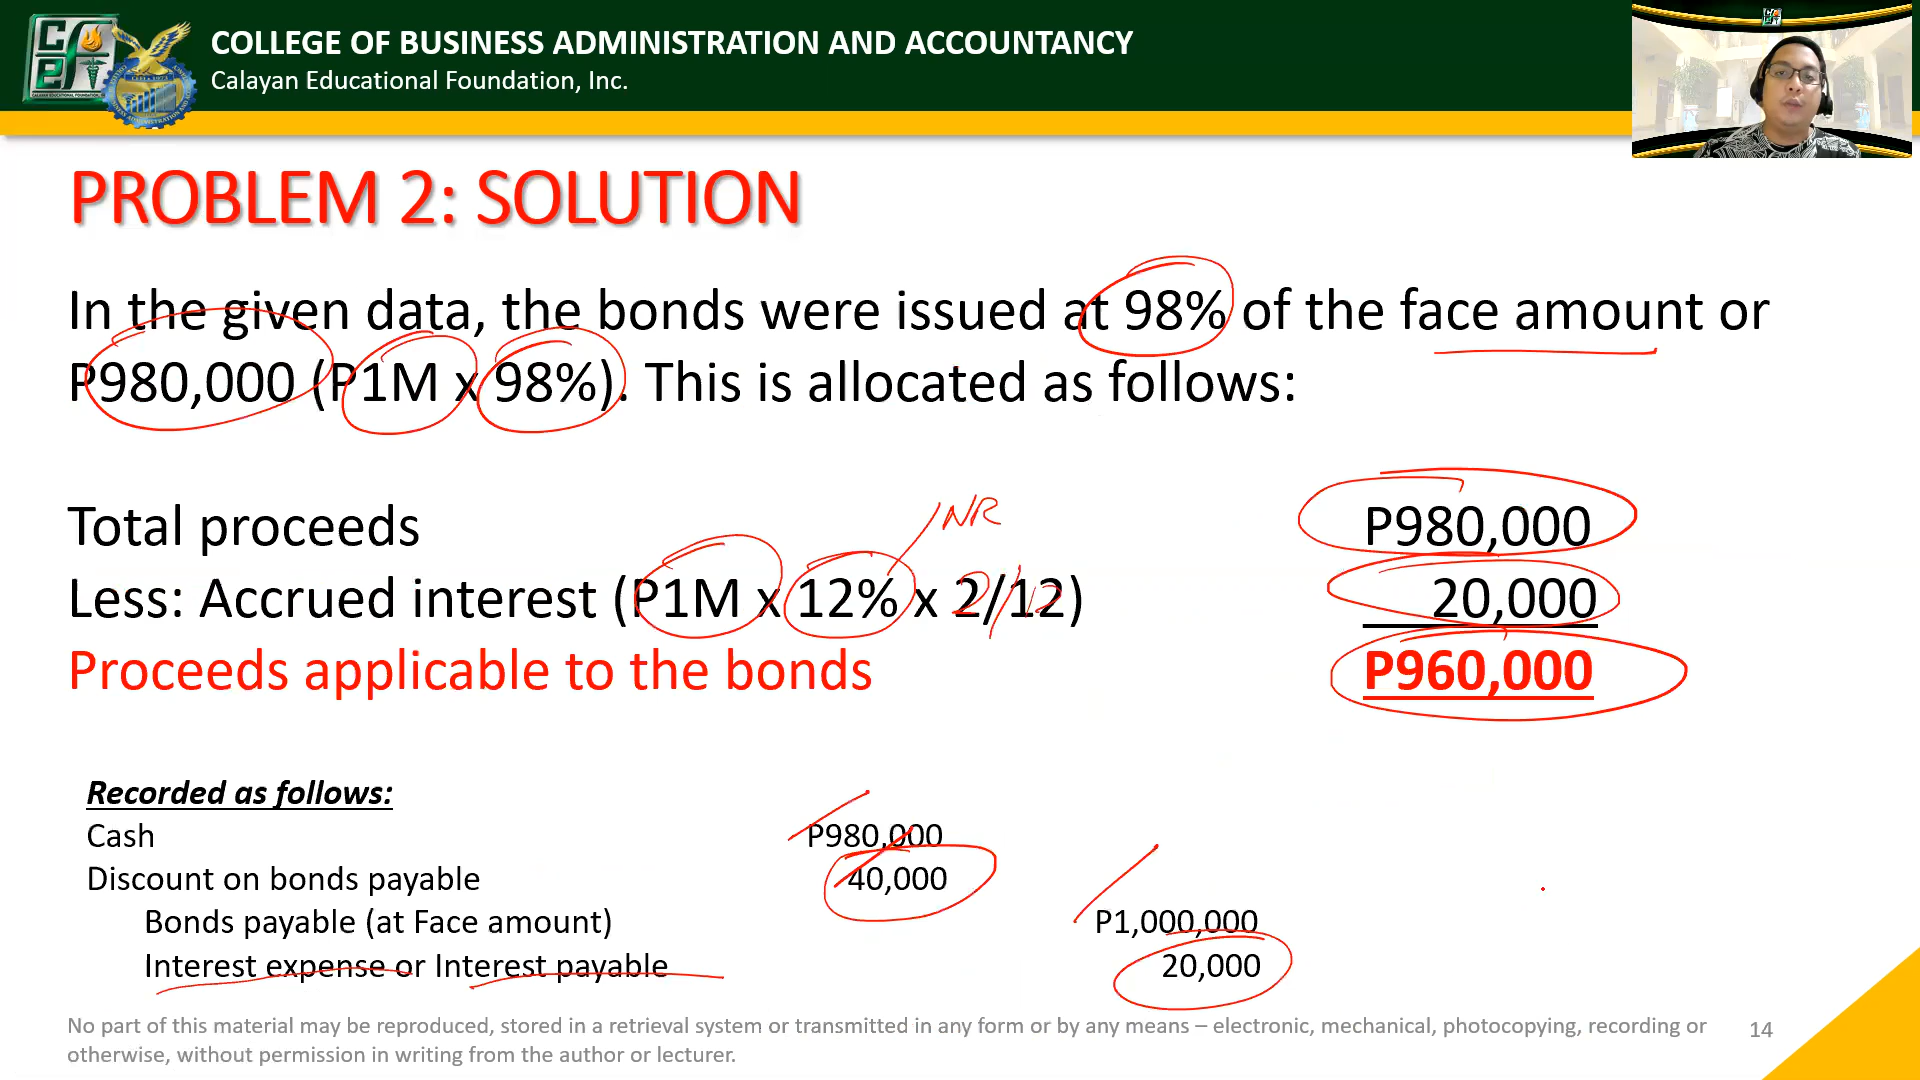 COLLEGE OF BUSINESS ADMINISTRATION AND ACCOUNTANCY
Calayan Educational Foundation, Inc.
PROBLEM 2: SOLUTION
In the given data, the bonds were issued at 98% of the face amount or
P980,000 (P1M x 98%). This is allocated as follows:
NR
Total proceeds P980,000
Less: Accrued interest (P1M x 12% x 2/12) 20,000
Proceeds applicable to the bonds P960,000
Recorded as follows:
Cash P980,000
Discount on bonds payable 40,000
Bonds payable (at Face amount) P1,000,000
Interest expense or Interest payable 20,000
No part of this material may be reproduced, stored in a retrieval system or transmitted in any form or by any means – electronic, mechanical, photocopying, recording or
otherwise, without permission in writing from the author or lecturer.
14